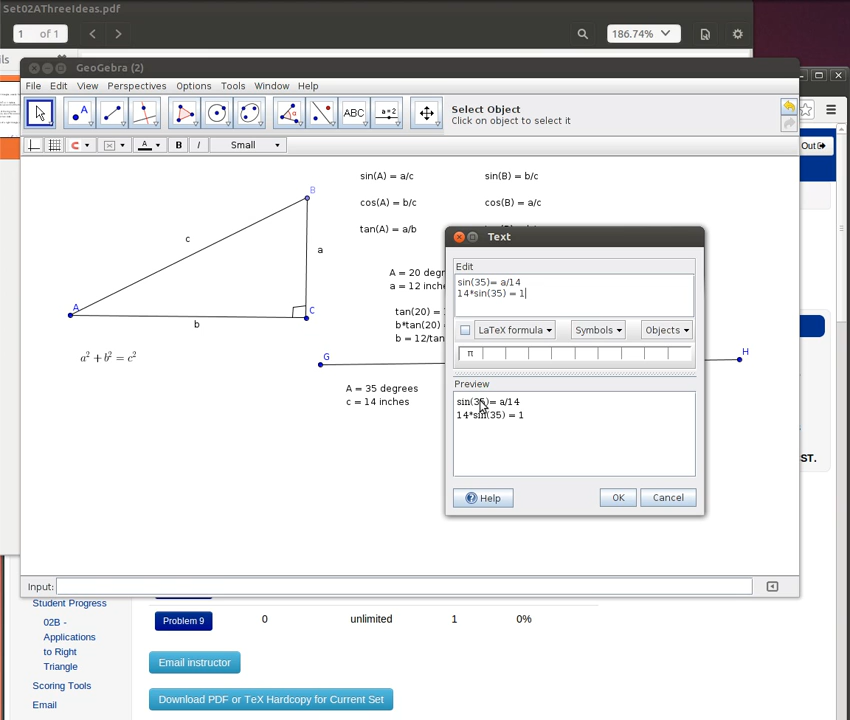 Set02AThreeIdeas.pdf
1 of 1
186.74%
GeoGebra (2)
File Edit View Perspectives Options Tools Window Help
A
ABC
a=2
Select Object
Click on object to select it
Out
A B I Small
sin(A) = a/c sin(B) = b/c
cos(A) = b/c cos(B) = a/c
tan(A) = a/b
B
c
a
A
C
b
a² + b² = c²
A = 20 degr
a = 12 inche
tan(20) =
b*tan(20)
b = 12/tan
G
H
A = 35 degrees
c = 14 inches
Text
Edit
sin(35)= a/14
14*sin(35) = 1
LaTeX formula Symbols Objects
π
Preview
sin(35)= a/14
14*sin(35) = 1
Help OK Cancel
ST.
Input:
Student Progress
02B -
Applications
to Right
Triangle
Scoring Tools
Email
Problem 9 0 unlimited 1 0%
Email instructor
Download PDF or TeX Hardcopy for Current Set